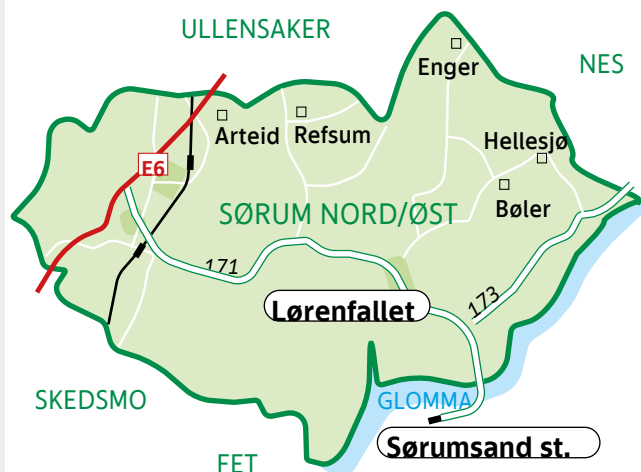 ULLENSAKER
Enger
NES
Arteid
Refsum
Hellesjø
E6
Bøler
SØRUM NORD/ØST
171
Lørenfallet
173
SKEDSMO
GLOMMA
Sørumsand st.
FET